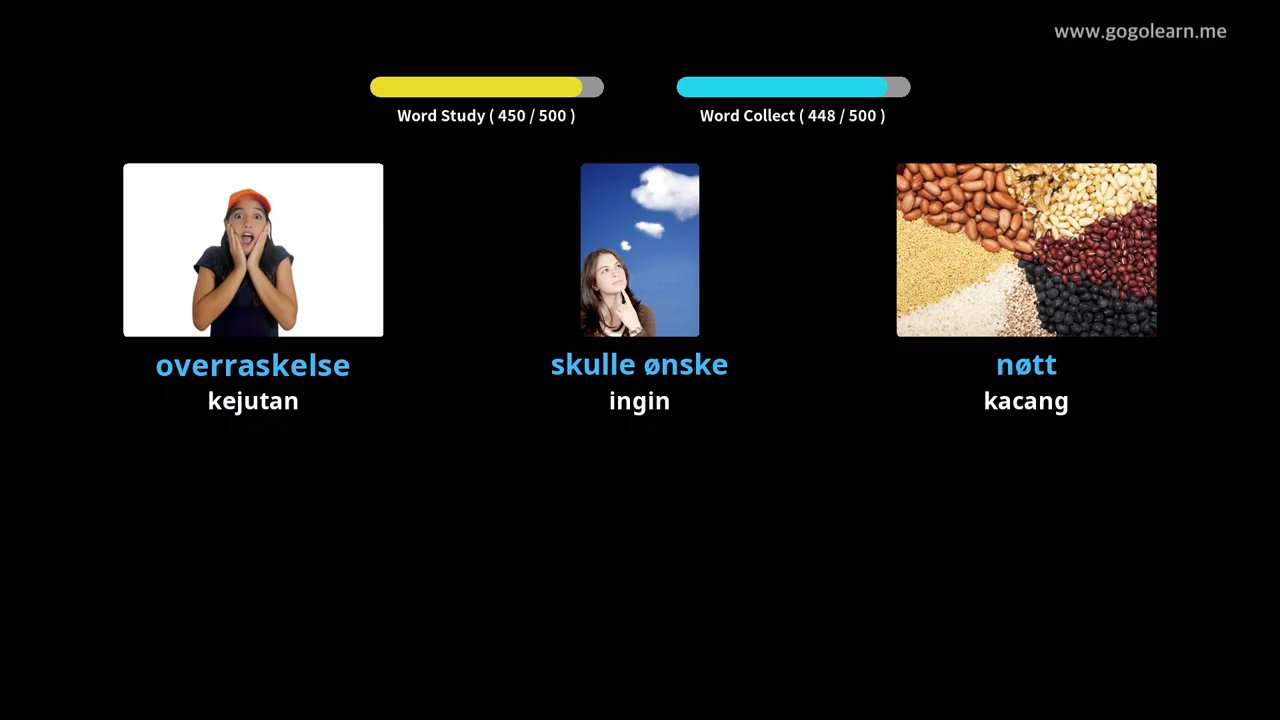 www.gogolearn.me
Word Study ( 450 / 500 )
Word Collect ( 448 / 500 )
overraskelse
kejutan
skulle ønske
ingin
nøtt
kacang